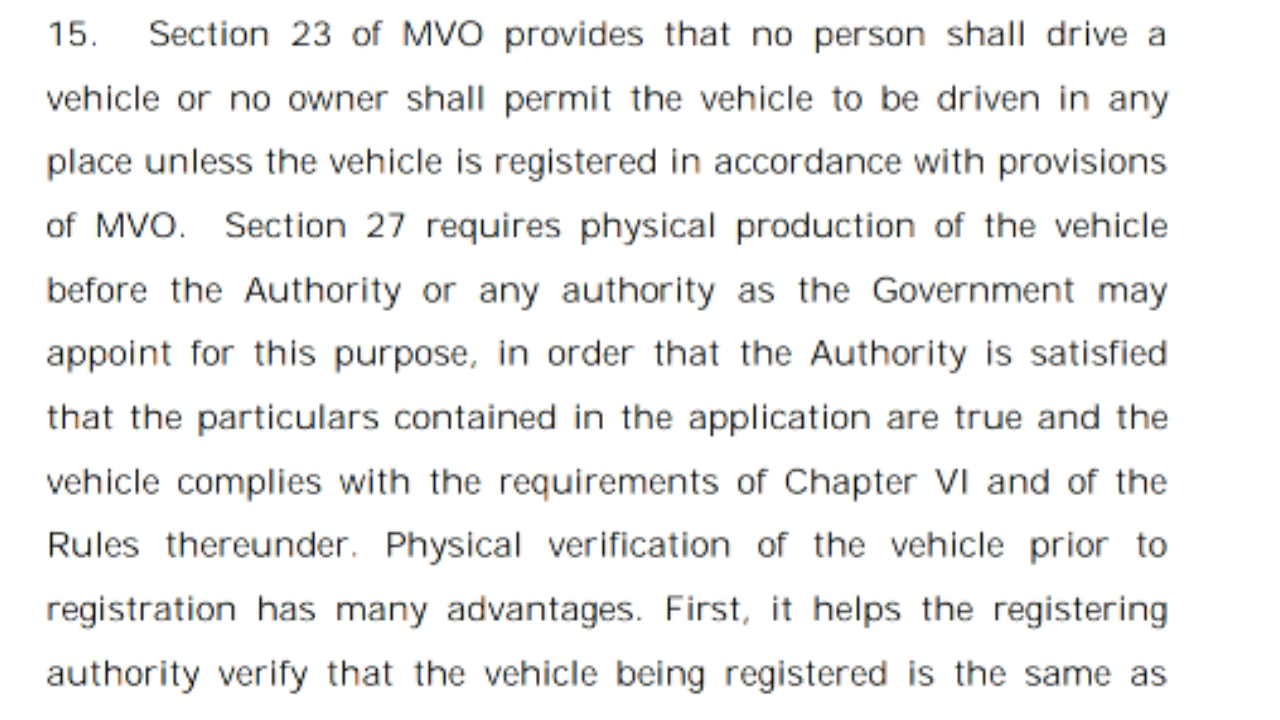 15. Section 23 of MVO provides that no person shall drive a
vehicle or no owner shall permit the vehicle to be driven in any
place unless the vehicle is registered in accordance with provisions
of MVO. Section 27 requires physical production of the vehicle
before the Authority or any authority as the Government may
appoint for this purpose, in order that the Authority is satisfied
that the particulars contained in the application are true and the
vehicle complies with the requirements of Chapter VI and of the
Rules thereunder. Physical verification of the vehicle prior to
registration has many advantages. First, it helps the registering
authority verify that the vehicle being registered is the same as